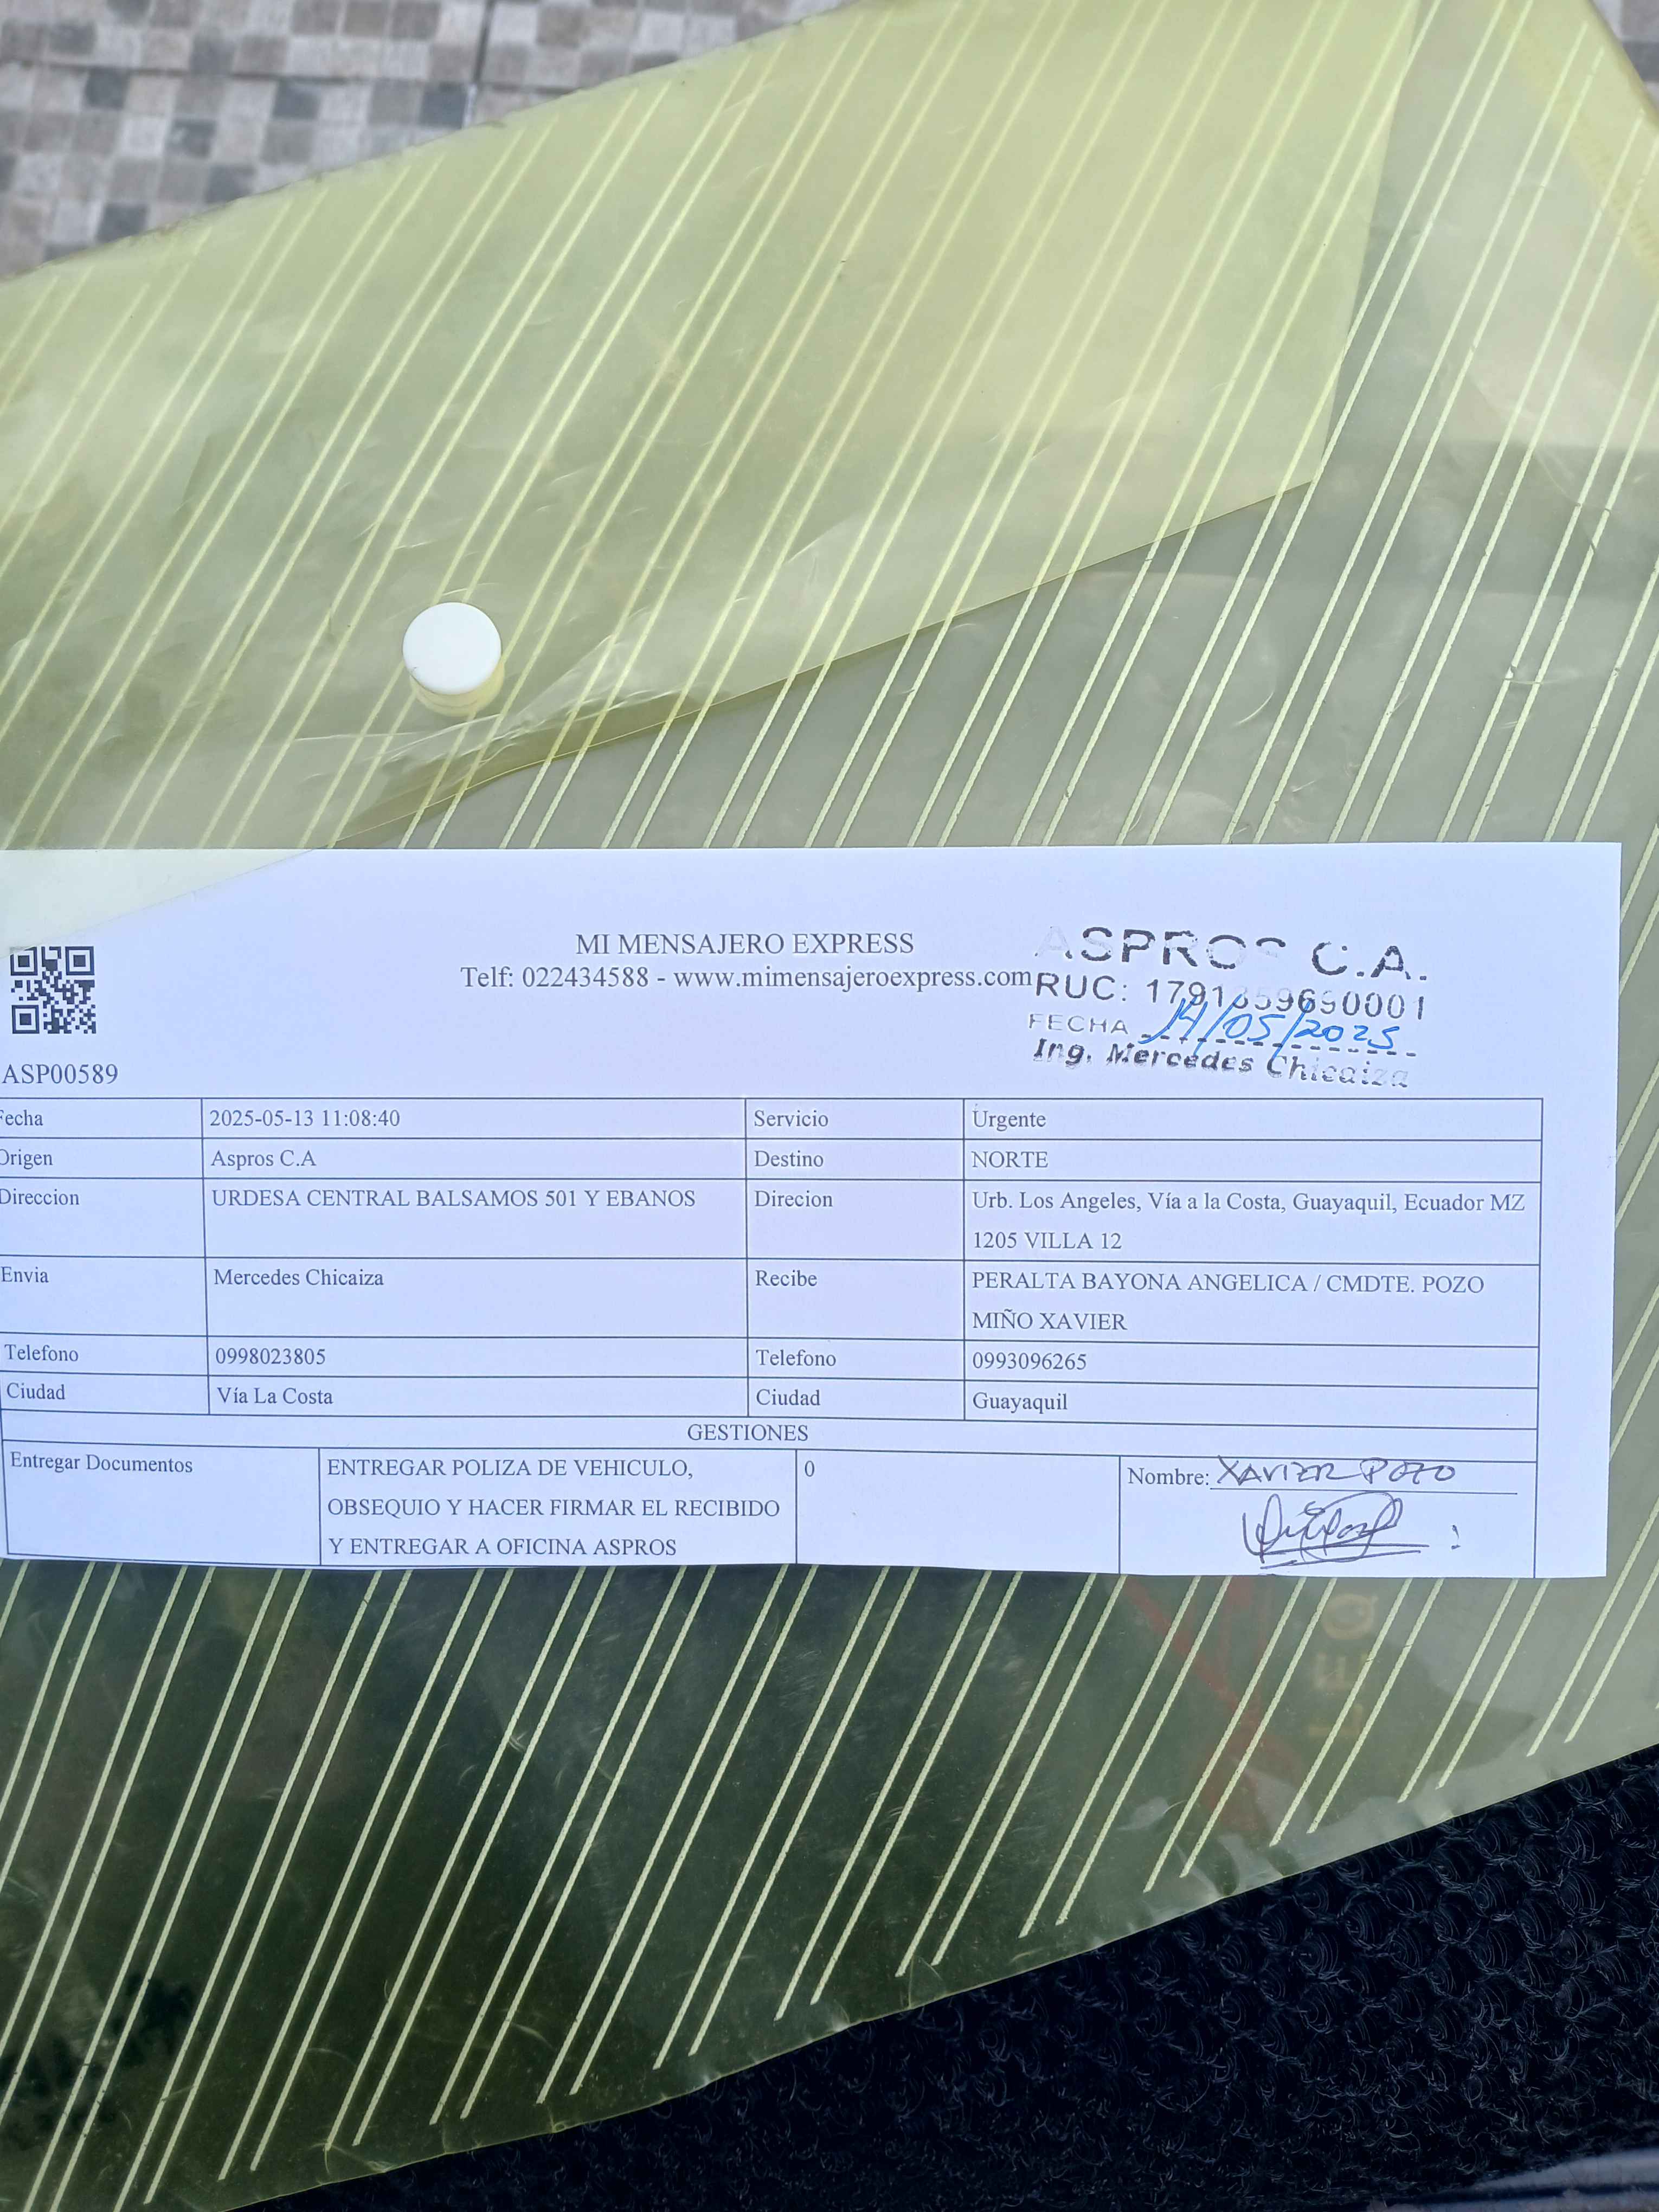 MI MENSAJERO EXPRESS
Telf: 022434588 - www.mimensajeroexpress.com
ASPROS C.A.
RUC:
FECHA 14/05/2025
Ing. Mercedes Chicaiza
ASP00589
Fecha 2025-05-13 11:08:40 Servicio Urgente
Origen Aspros C.A Destino NORTE
Direccion URDESA CENTRAL BALSAMOS 501 Y EBANOS Direcion Urb. Los Angeles, Vía a la Costa, Guayaquil, Ecuador MZ
1205 VILLA 12
Envia Mercedes Chicaiza Recibe PERALTA BAYONA ANGELICA / CMDTE. POZO
MIÑO XAVIER
Telefono 0998023805 Telefono 0993096265
Ciudad Vía La Costa Ciudad Guayaquil
GESTIONES
Entregar Documentos ENTREGAR POLIZA DE VEHICULO, 0 Nombre: XAVIER POZO
OBSEQUIO Y HACER FIRMAR EL RECIBIDO
Y ENTREGAR A OFICINA ASPROS